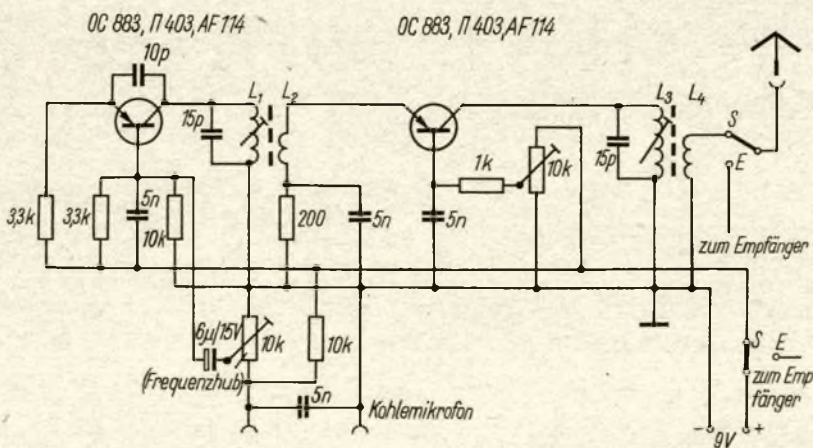 OC 883, П 403, AF 114
OC 883, П 403, AF 114
10p
L₁
L₂
15p
L₃
L₄
S
E
15p
1k
10k
3,3k
3,3k
5n
10k
200
5n
5n
zum Empfänger
6μ/15V
10k
10k
(Frequenzhub)
5n
Kohlemikrofon
S
E
zum Emp
fänger
-
9V
+